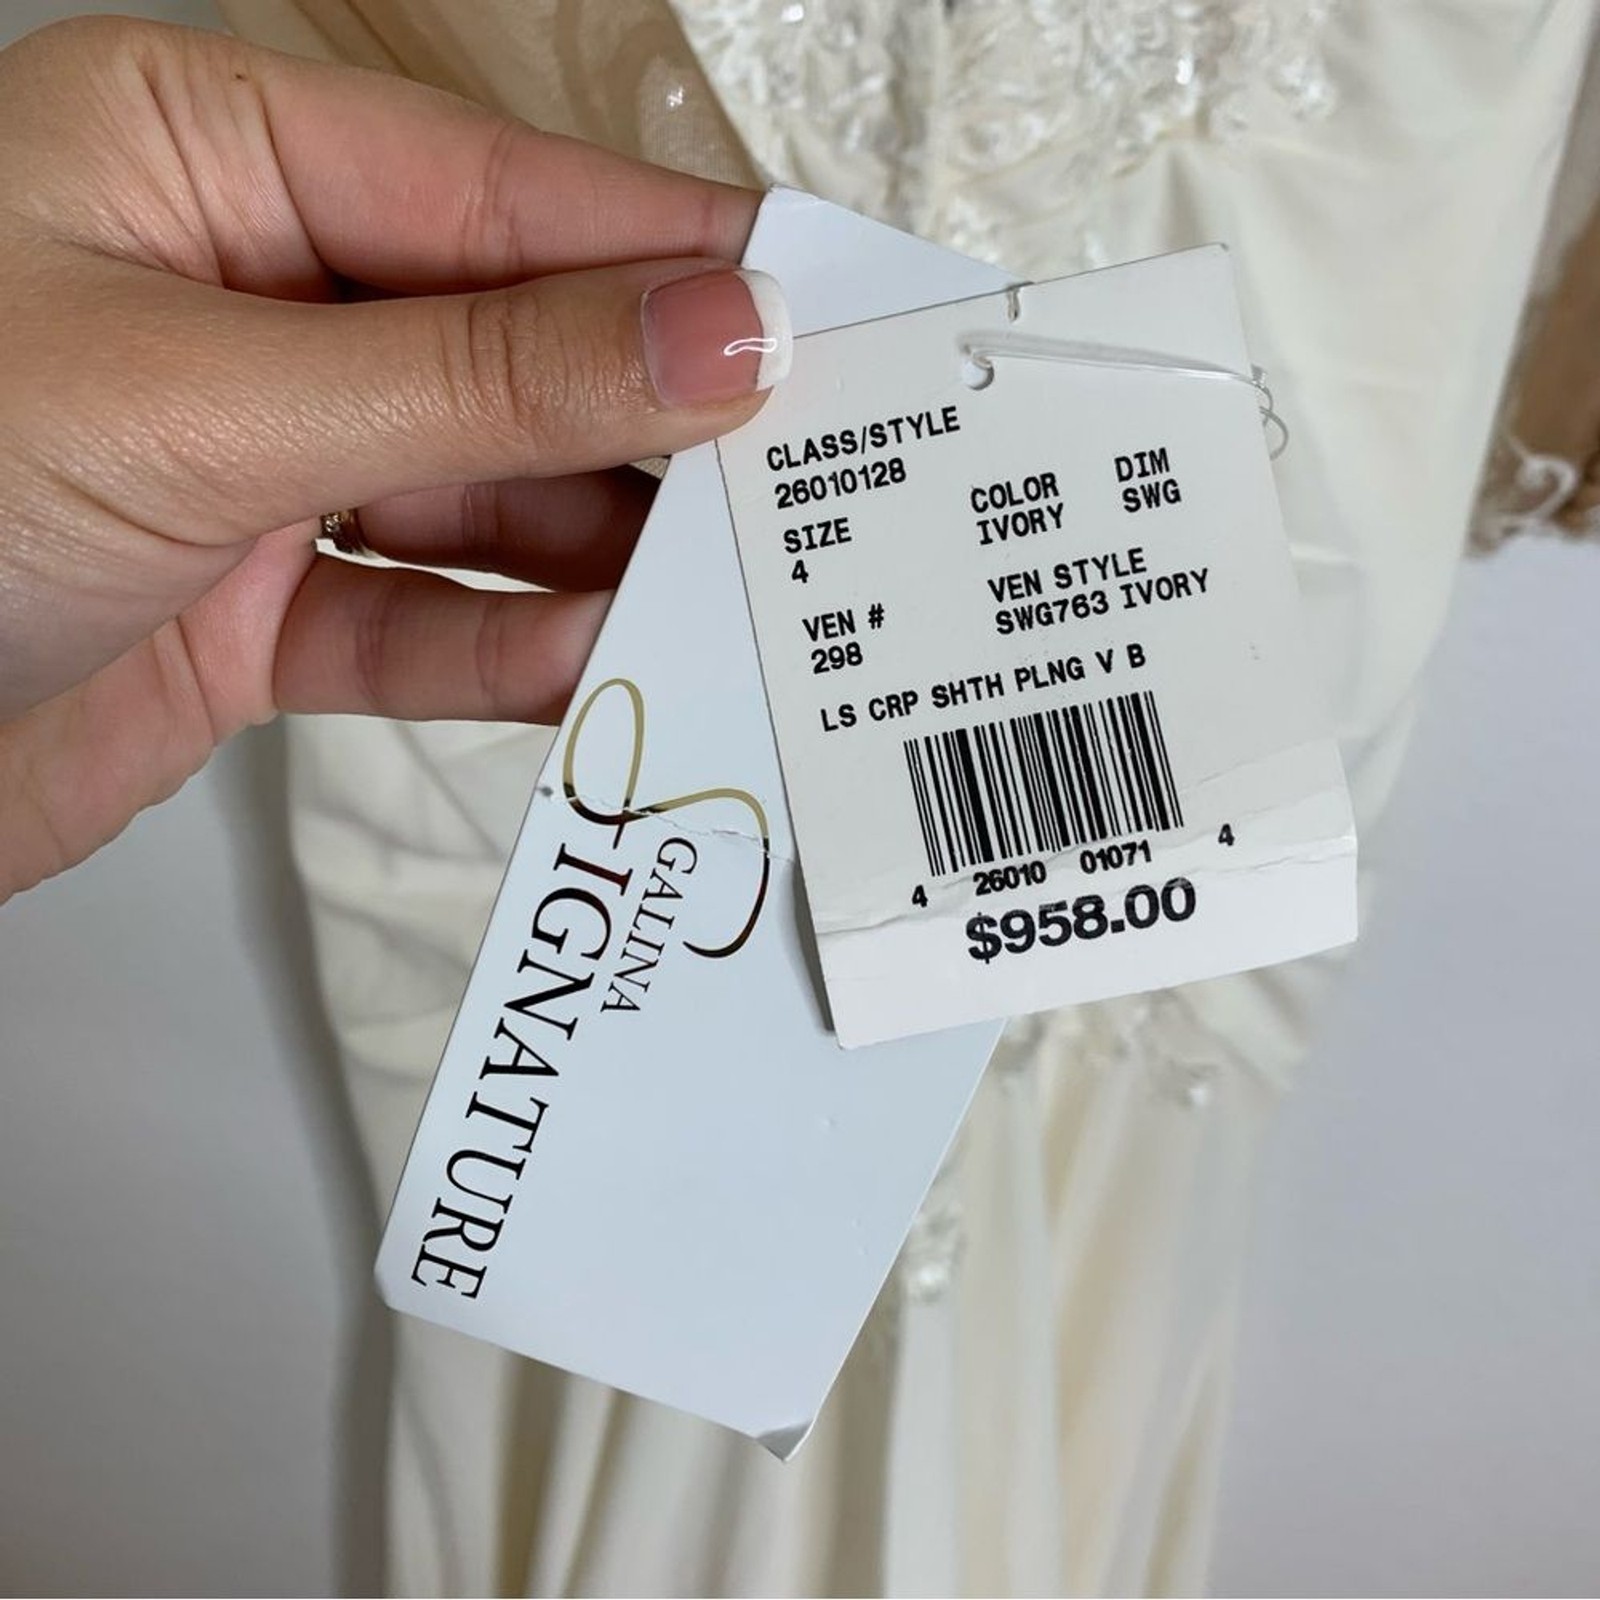 CLASS/STYLE
26010128
SIZE
4
COLOR
IVORY
DIM
SWG
VEN #
298
VEN STYLE
SWG763 IVORY
LS CRP SHTH PLNG V B
4 26010 01071 4
$958.00
GALINA
SIGNATURE